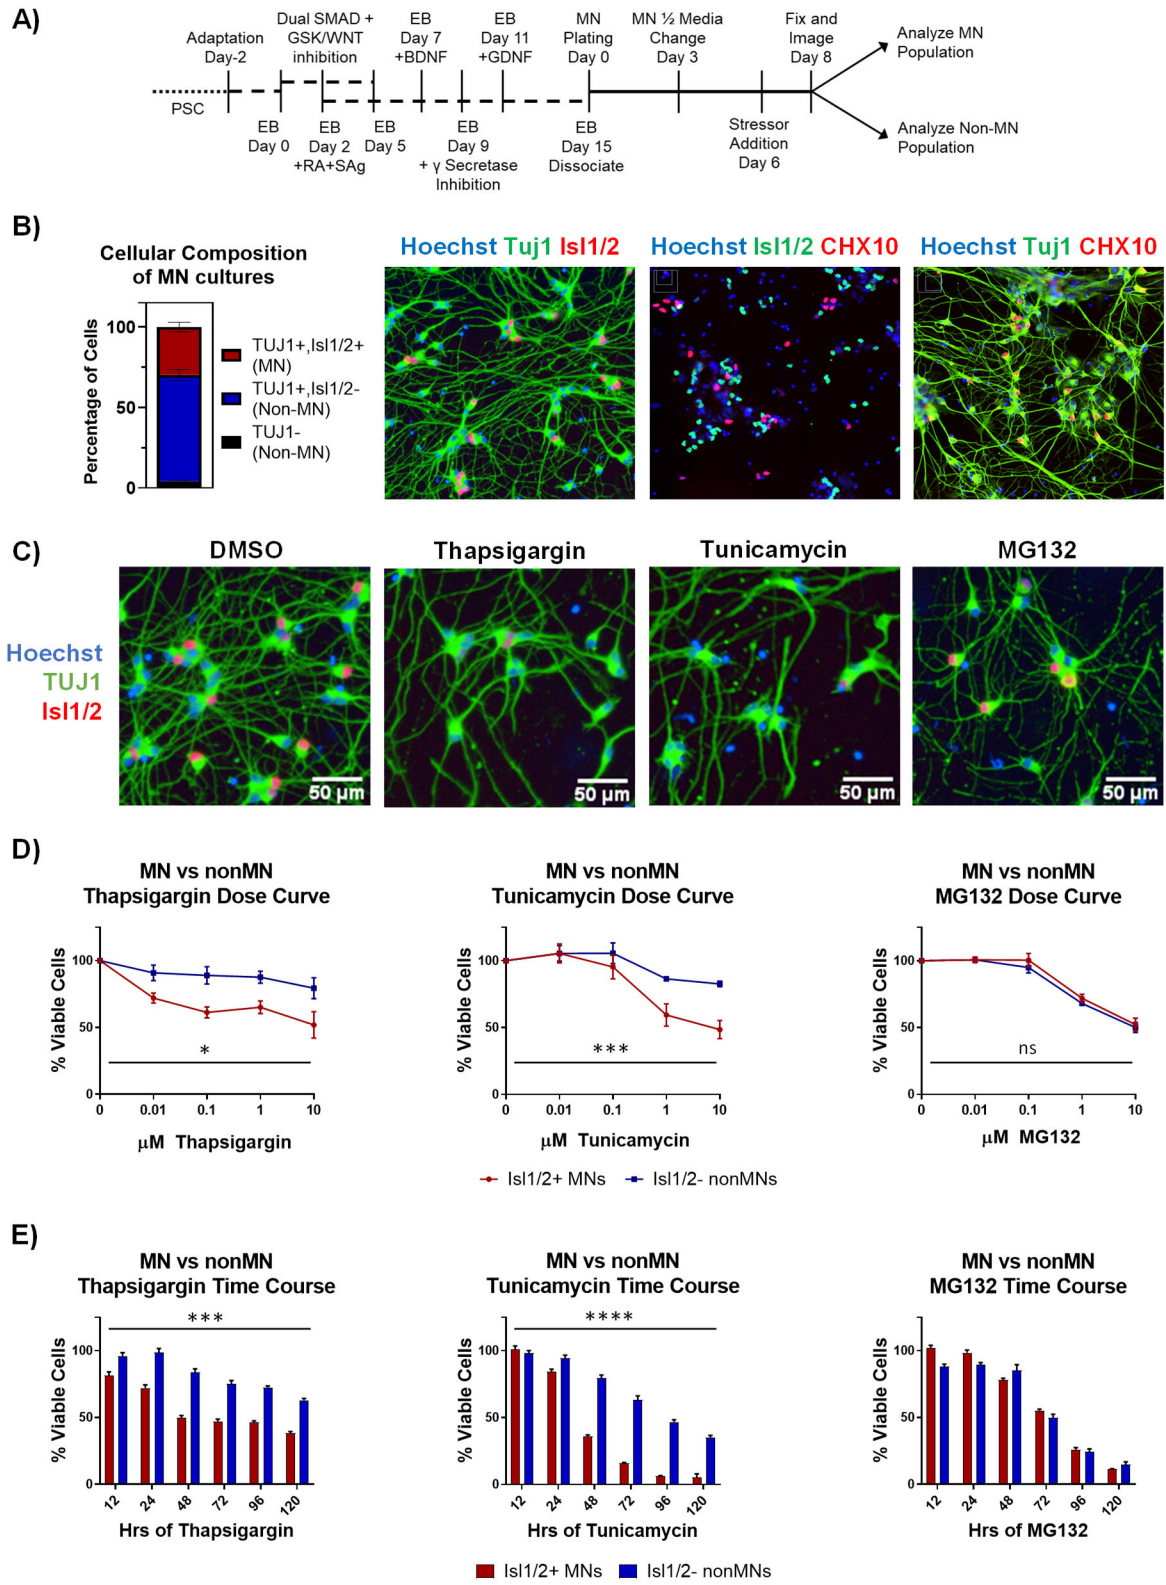 A)
Adaptation
Day-2
Dual SMAD +
GSK/WNT
inhibition
EB
Day 7
+BDNF
EB
Day 11
+GDNF
MN
Plating
Day 0
MN ½ Media
Change
Day 3
Fix and
Image
Day 8
Analyze MN
Population
PSC
EB
Day 0
EB
Day 2
+RA+SAg
EB
Day 5
EB
Day 9
+ γ Secretase
Inhibition
EB
Day 15
Dissociate
Stressor
Addition
Day 6
Analyze Non-MN
Population
B)
Cellular Composition
of MN cultures
Percentage of Cells
100
50
0
TUJ1+,Isl1/2+
(MN)
TUJ1+,Isl1/2-
(Non-MN)
TUJ1-
(Non-MN)
Hoechst Tuj1 Isl1/2
Hoechst Isl1/2 CHX10
Hoechst Tuj1 CHX10
C)
DMSO
Thapsigargin
Tunicamycin
MG132
Hoechst
TUJ1
Isl1/2
50 µm
50 µm
50 µm
50 µm
D)
MN vs nonMN
Thapsigargin Dose Curve
% Viable Cells
100
50
0
*
0 0.01 0.1 1 10
µM Thapsigargin
MN vs nonMN
Tunicamycin Dose Curve
% Viable Cells
100
50
0
***
0 0.01 0.1 1 10
µM Tunicamycin
MN vs nonMN
MG132 Dose Curve
% Viable Cells
100
50
0
ns
0 0.01 0.1 1 10
µM MG132
Isl1/2+ MNs Isl1/2- nonMNs
E)
MN vs nonMN
Thapsigargin Time Course
% Viable Cells
100
50
0
***
12 24 48 72 96 120
Hrs of Thapsigargin
MN vs nonMN
Tunicamycin Time Course
% Viable Cells
100
50
0
****
12 24 48 72 96 120
Hrs of Tunicamycin
MN vs nonMN
MG132 Time Course
% Viable Cells
100
50
0
12 24 48 72 96 120
Hrs of MG132
Isl1/2+ MNs Isl1/2- nonMNs